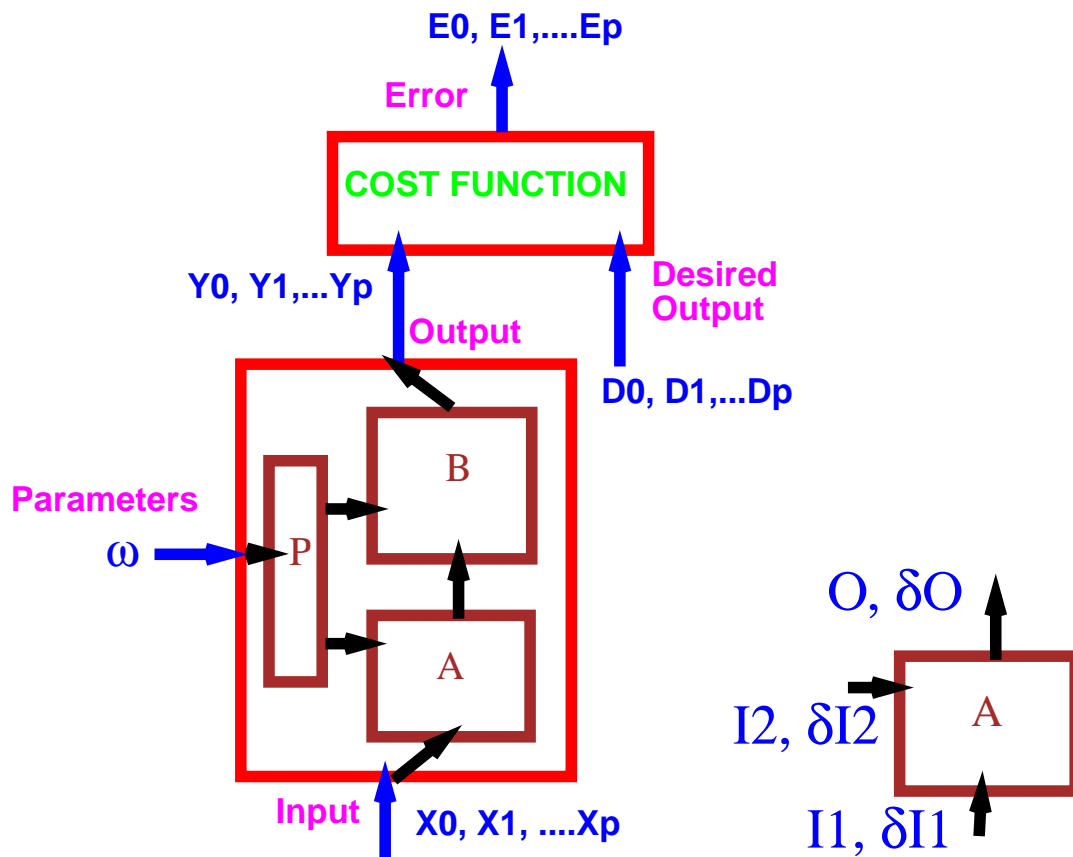 E0, E1,....Ep
Error
COST FUNCTION
Y0, Y1,...Yp
Desired
Output
Output
D0, D1,...Dp
B
Parameters
ω
P
A
Input
X0, X1, ....Xp
O, δO
I2, δI2
A
I1, δI1